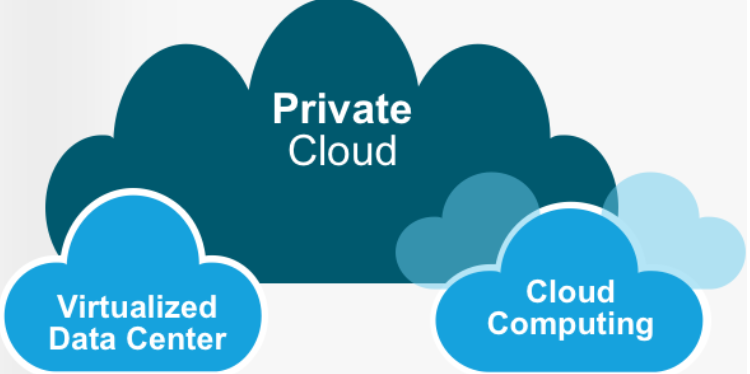 Private
Cloud
Virtualized
Data Center
Cloud
Computing